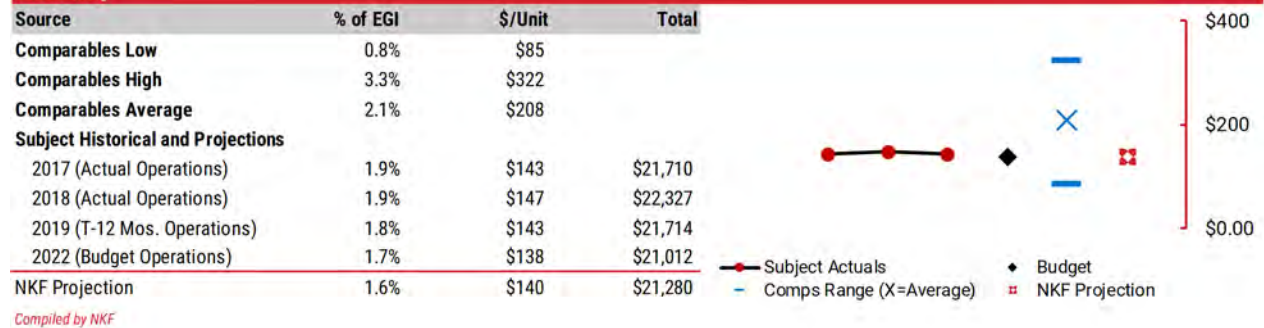 Source % of EGI $/Unit Total
Comparables Low 0.8% $85
Comparables High 3.3% $322
Comparables Average 2.1% $208
Subject Historical and Projections
2017 (Actual Operations) 1.9% $143 $21,710
2018 (Actual Operations) 1.9% $147 $22,327
2019 (T-12 Mos. Operations) 1.8% $143 $21,714
2022 (Budget Operations) 1.7% $138 $21,012
NKF Projection 1.6% $140 $21,280
Compiled by NKF
$400
$200
$0.00
Subject Actuals Budget
Comps Range (X=Average) NKF Projection